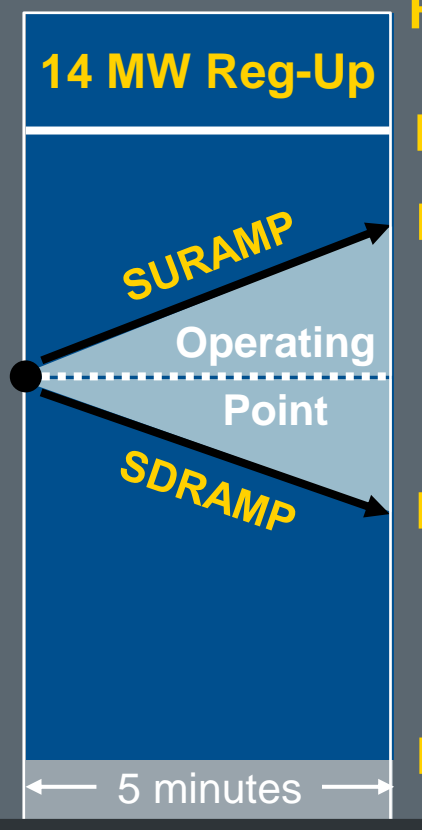 14 MW Reg-Up
SURAMP
Operating
Point
SDRAMP
5 minutes